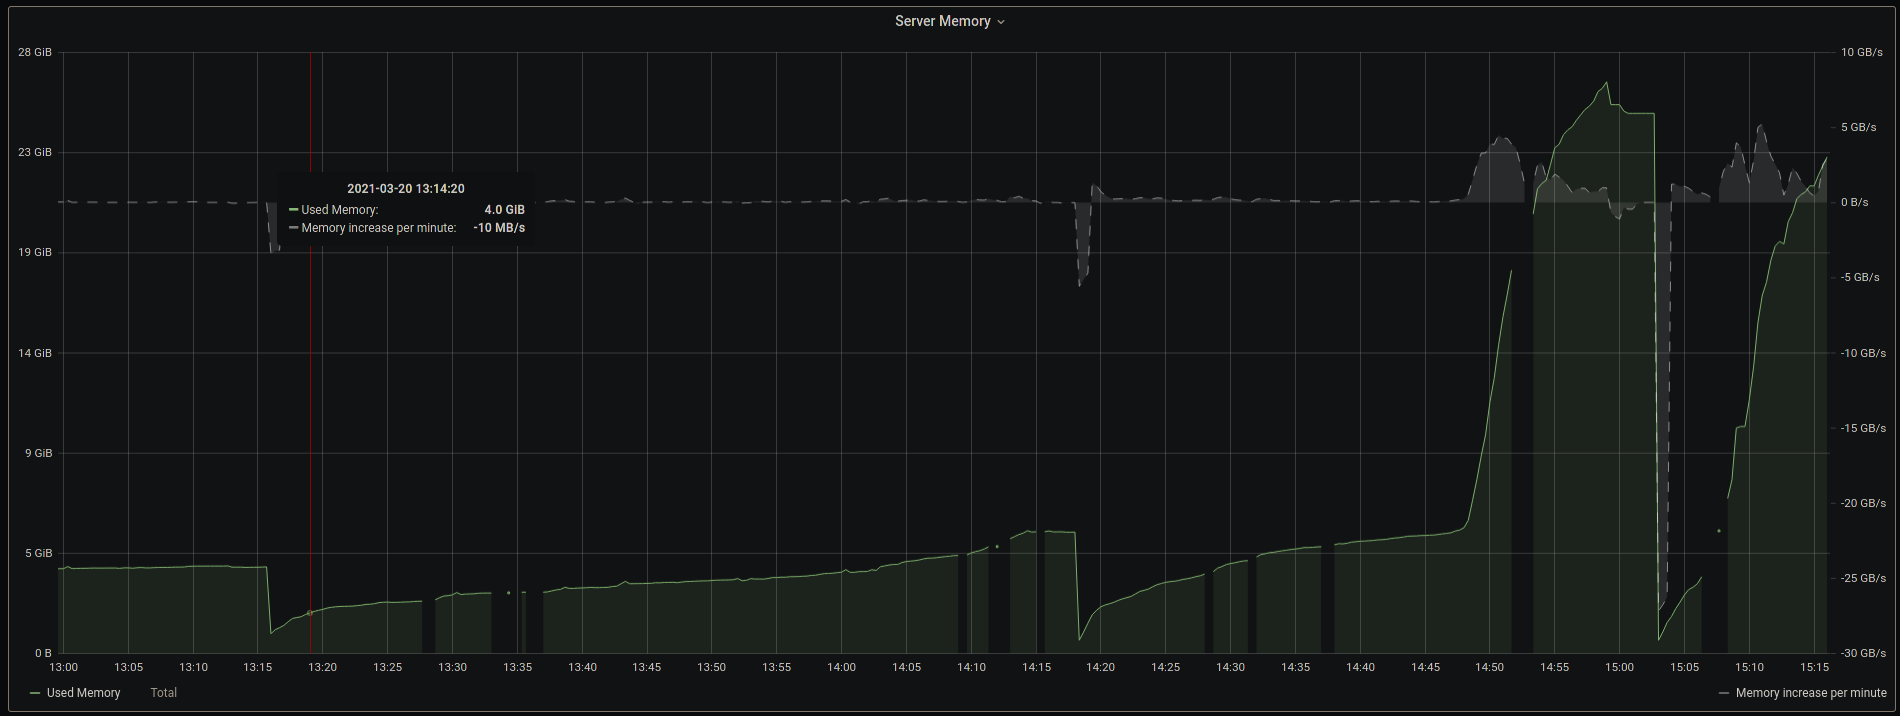 Server Memory
28 GiB
23 GiB
19 GiB
14 GiB
9 GiB
5 GiB
0 B
10 GB/s
5 GB/s
0 B/s
-5 GB/s
-10 GB/s
-15 GB/s
-20 GB/s
-25 GB/s
-30 GB/s
2021-03-20 13:14:20
Used Memory: 4.0 GiB
Memory increase per minute: -10 MB/s
13:00 13:05 13:10 13:15 13:20 13:25 13:30 13:35 13:40 13:45 13:50 13:55 14:00 14:05 14:10 14:15 14:20 14:25 14:30 14:35 14:40 14:45 14:50 14:55 15:00 15:05 15:10 15:15
Used Memory Total Memory increase per minute